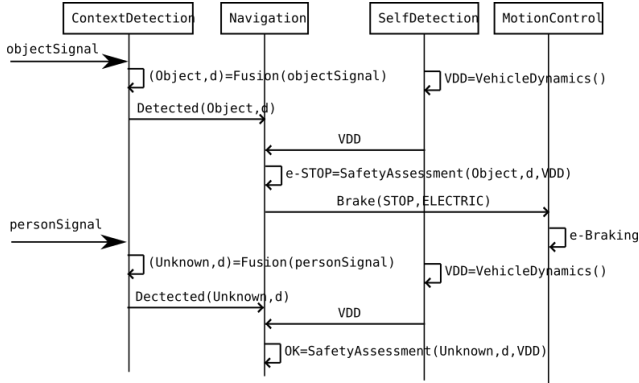 ContextDetection Navigation SelfDetection MotionControl
objectSignal
(Object,d)=Fusion(objectSignal) VDD=VehicleDynamics()
Detected(Object,d)
VDD
e-STOP=SafetyAssessment(Object,d,VDD)
Brake(STOP,ELECTRIC)
personSignal
e-Braking
(Unknown,d)=Fusion(personSignal) VDD=VehicleDynamics()
Dectected(Unknown,d)
VDD
OK=SafetyAssessment(Unknown,d,VDD)